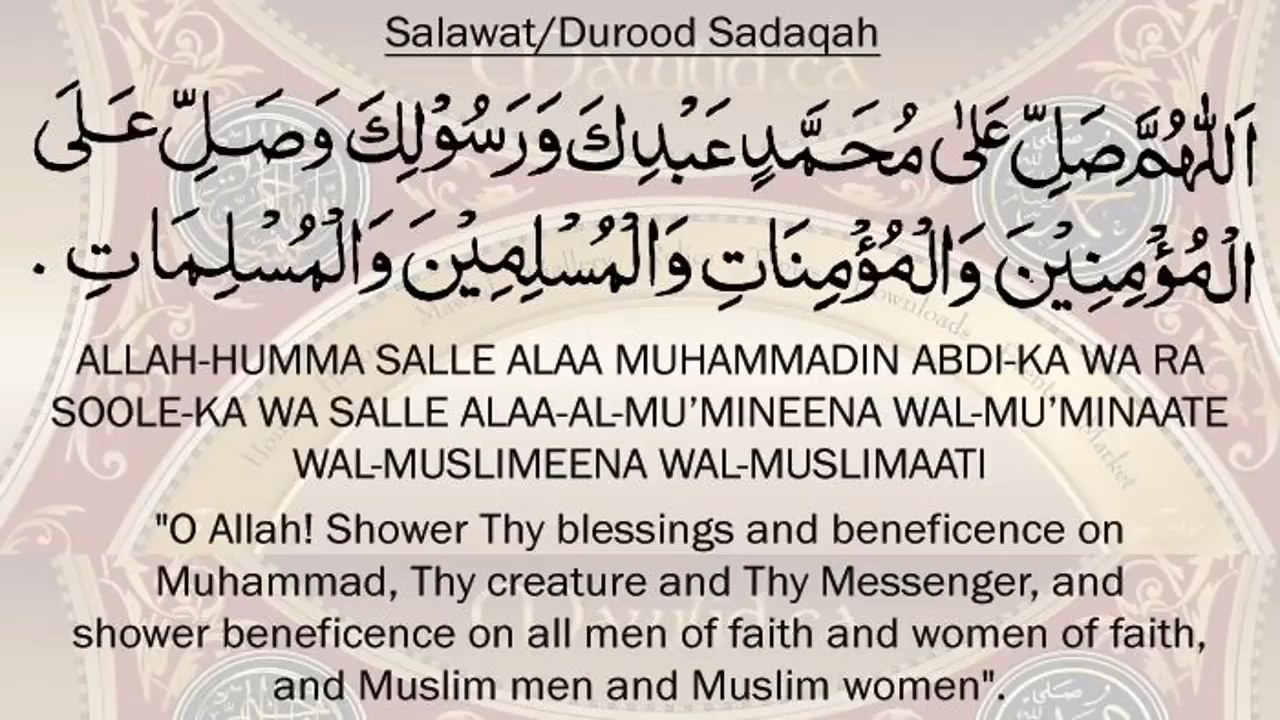 Salawat/Durood Sadaqah
اَللّٰهُمَّ صَلِّ عَلٰى مُحَمَّدٍ عَبْدِكَ وَرَسُوْلِكَ وَصَلِّ عَلَى
الْمُؤْمِنِيْنَ وَالْمُؤْمِنَاتِ وَالْمُسْلِمِيْنَ وَالْمُسْلِمَاتِ .
ALLAH-HUMMA SALLE ALAA MUHAMMADIN ABDI-KA WA RA
SOOLE-KA WA SALLE ALAA-AL-MU’MINEENA WAL-MU’MINAATE
WAL-MUSLIMEENA WAL-MUSLIMAATI
"O Allah! Shower Thy blessings and beneficence on
Muhammad, Thy creature and Thy Messenger, and
shower beneficence on all men of faith and women of faith,
and Muslim men and Muslim women".